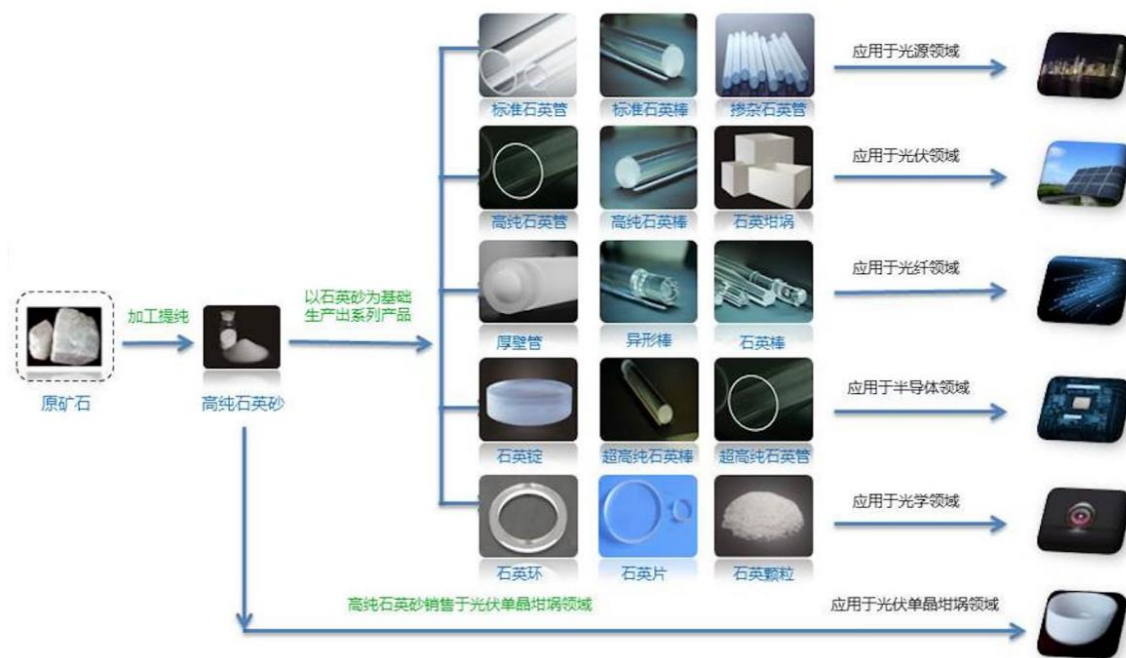 标准石英管
标准石英棒
掺杂石英管
应用于光源领域
高纯石英管
高纯石英棒
石英坩埚
应用于光伏领域
厚壁管
异形棒
石英棒
应用于光纤领域
原矿石
加工提纯
高纯石英砂
以石英砂为基础
生产出系列产品
石英锭
超高纯石英棒
超高纯石英管
应用于半导体领域
石英环
石英片
石英颗粒
应用于光学领域
高纯石英砂销售于光伏单晶坩埚领域
应用于光伏单晶坩埚领域